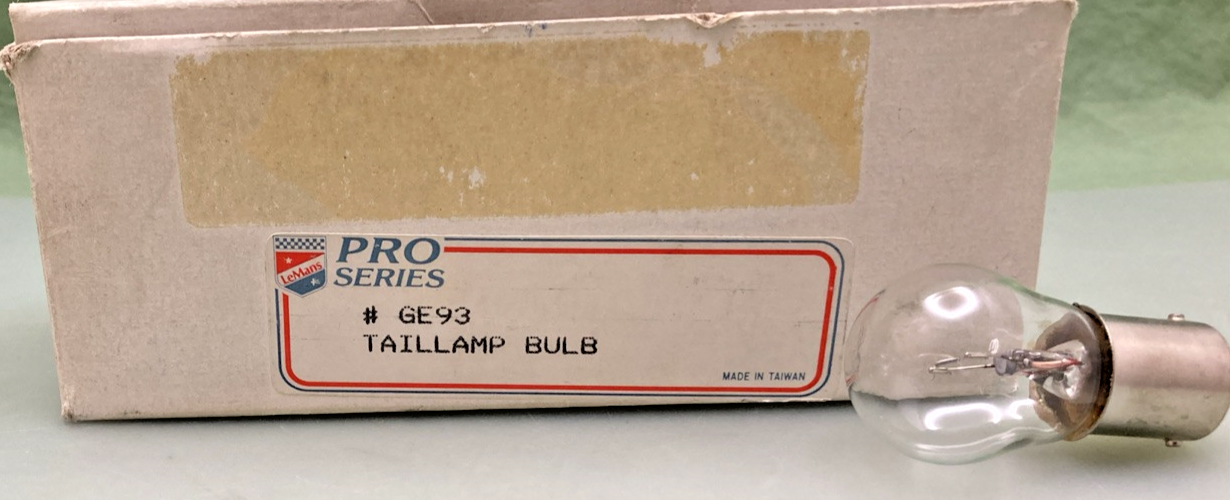 PRO
SERIES
LeMans
# GE93
TAILLAMP BULB
MADE IN TAIWAN